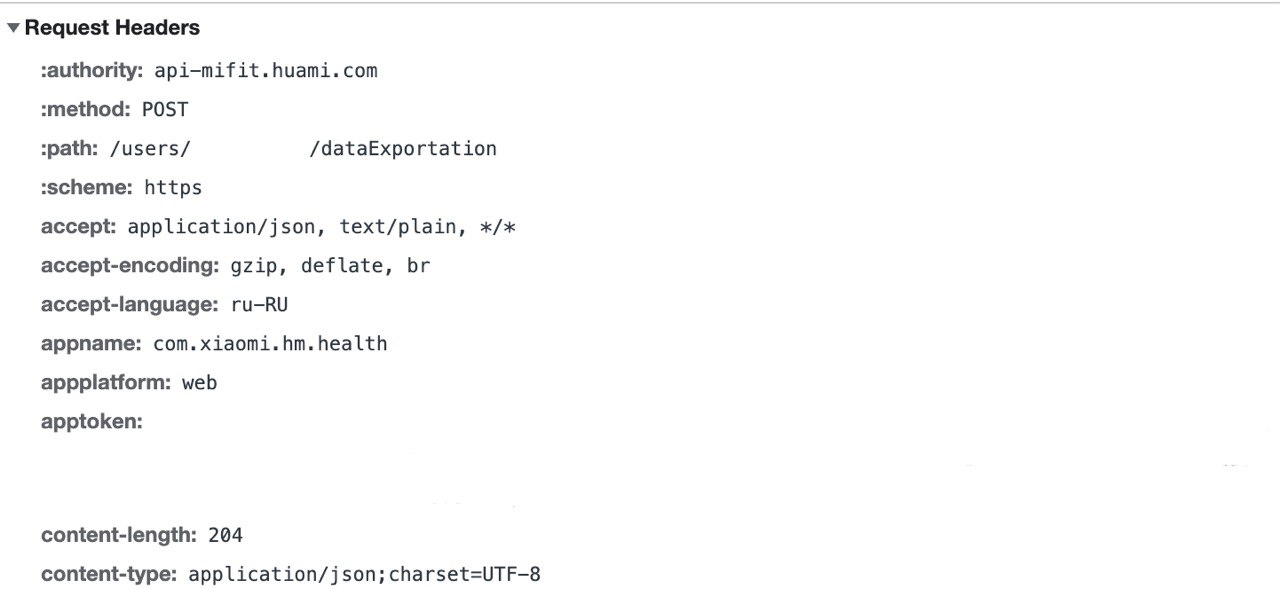 Request Headers
:authority: api-mifit.huami.com
:method: POST
:path: /users/ /dataExportation
:scheme: https
accept: application/json, text/plain, */*
accept-encoding: gzip, deflate, br
accept-language: ru-RU
appname: com.xiaomi.hm.health
appplatform: web
apptoken:
content-length: 204
content-type: application/json;charset=UTF-8